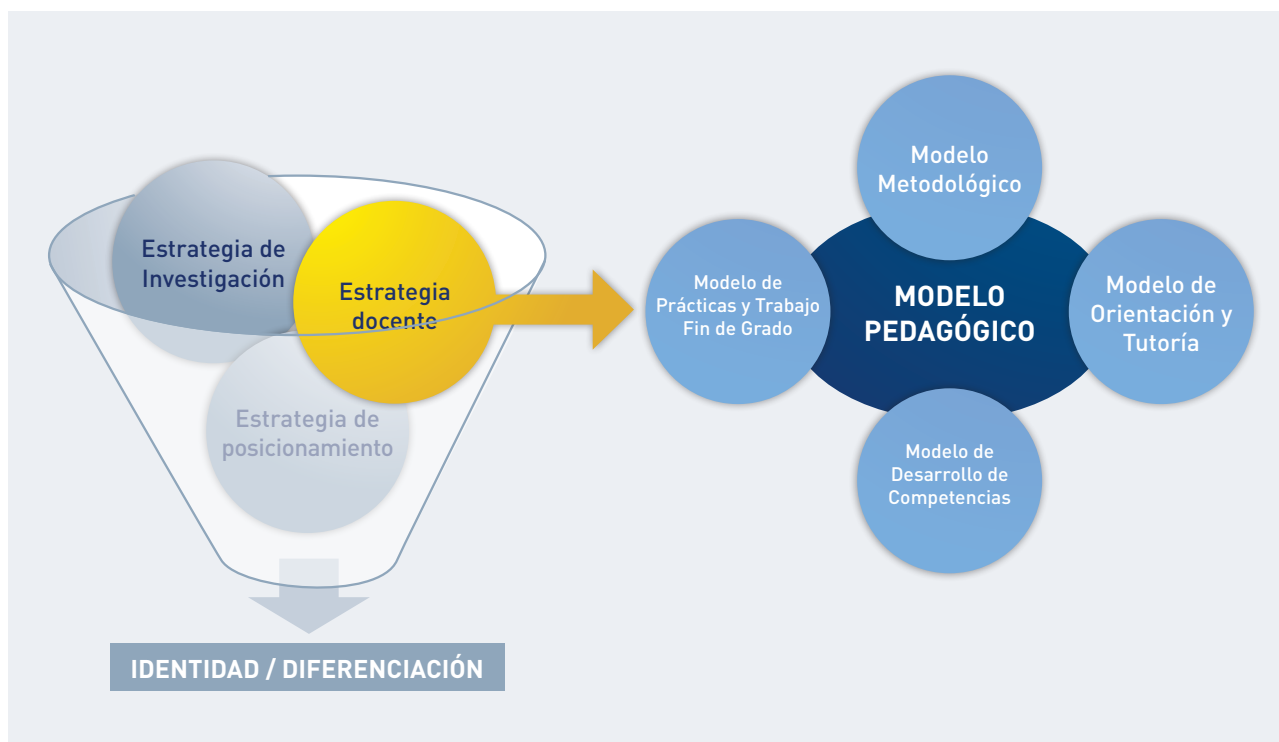 Estrategia de
Investigación
Estrategia
docente
Estrategia de
posicionamiento
IDENTIDAD / DIFERENCIACIÓN
Modelo
Metodológico
Modelo de
Prácticas y Trabajo
Fin de Grado
MODELO
PEDAGÓGICO
Modelo de
Orientación y
Tutoría
Modelo de
Desarrollo de
Competencias